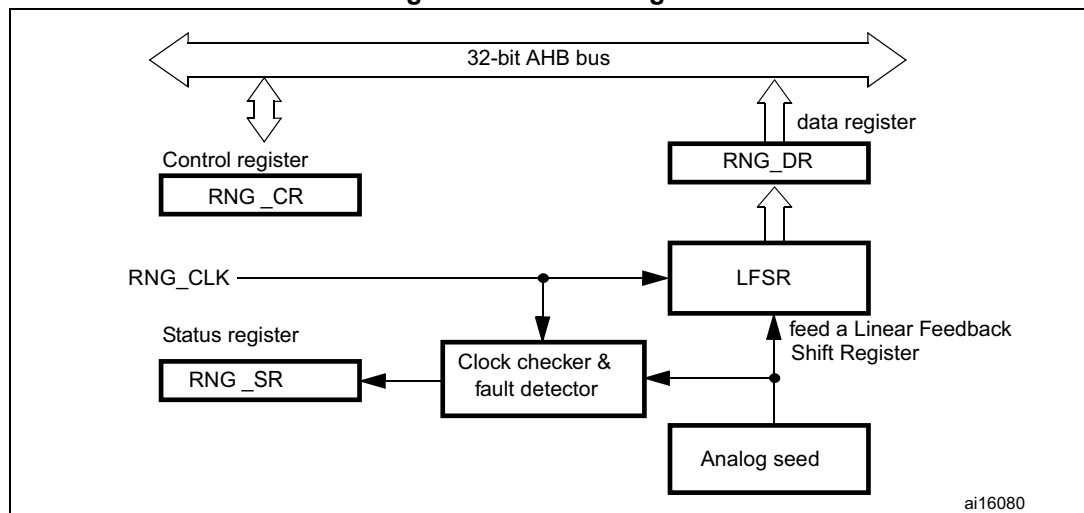 32-bit AHB bus
data register
Control register
RNG_DR
RNG _CR
RNG_CLK
LFSR
feed a Linear Feedback
Shift Register
Status register
Clock checker &
fault detector
RNG _SR
Analog seed
ai16080